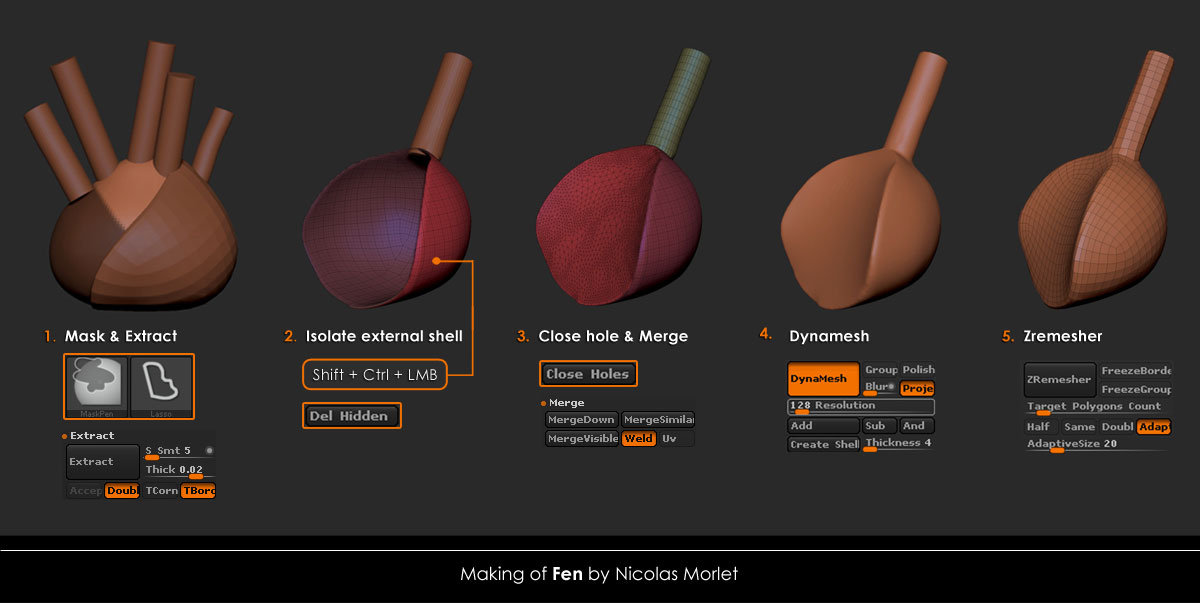 1. Mask & Extract
MaskPen
Lasso
Extract
Extract
S Smt 5
Thick 0.02
Accep
Doubl
TCorn
TBord
2. Isolate external shell
Shift + Ctrl + LMB
Del Hidden
3. Close hole & Merge
Close Holes
Merge
MergeDown
MergeSimilar
MergeVisible
Weld
Uv
4. Dynamesh
DynaMesh
Group
Polish
Blur
Proje
128 Resolution
Add
Sub
And
Create Shell
Thickness 4
5. Zremesher
ZRemesher
FreezeBorde
FreezeGroup
Target Polygons Count
Half
Same
Doubl
Adap
AdaptiveSize 20
Making of Fen by Nicolas Morlet